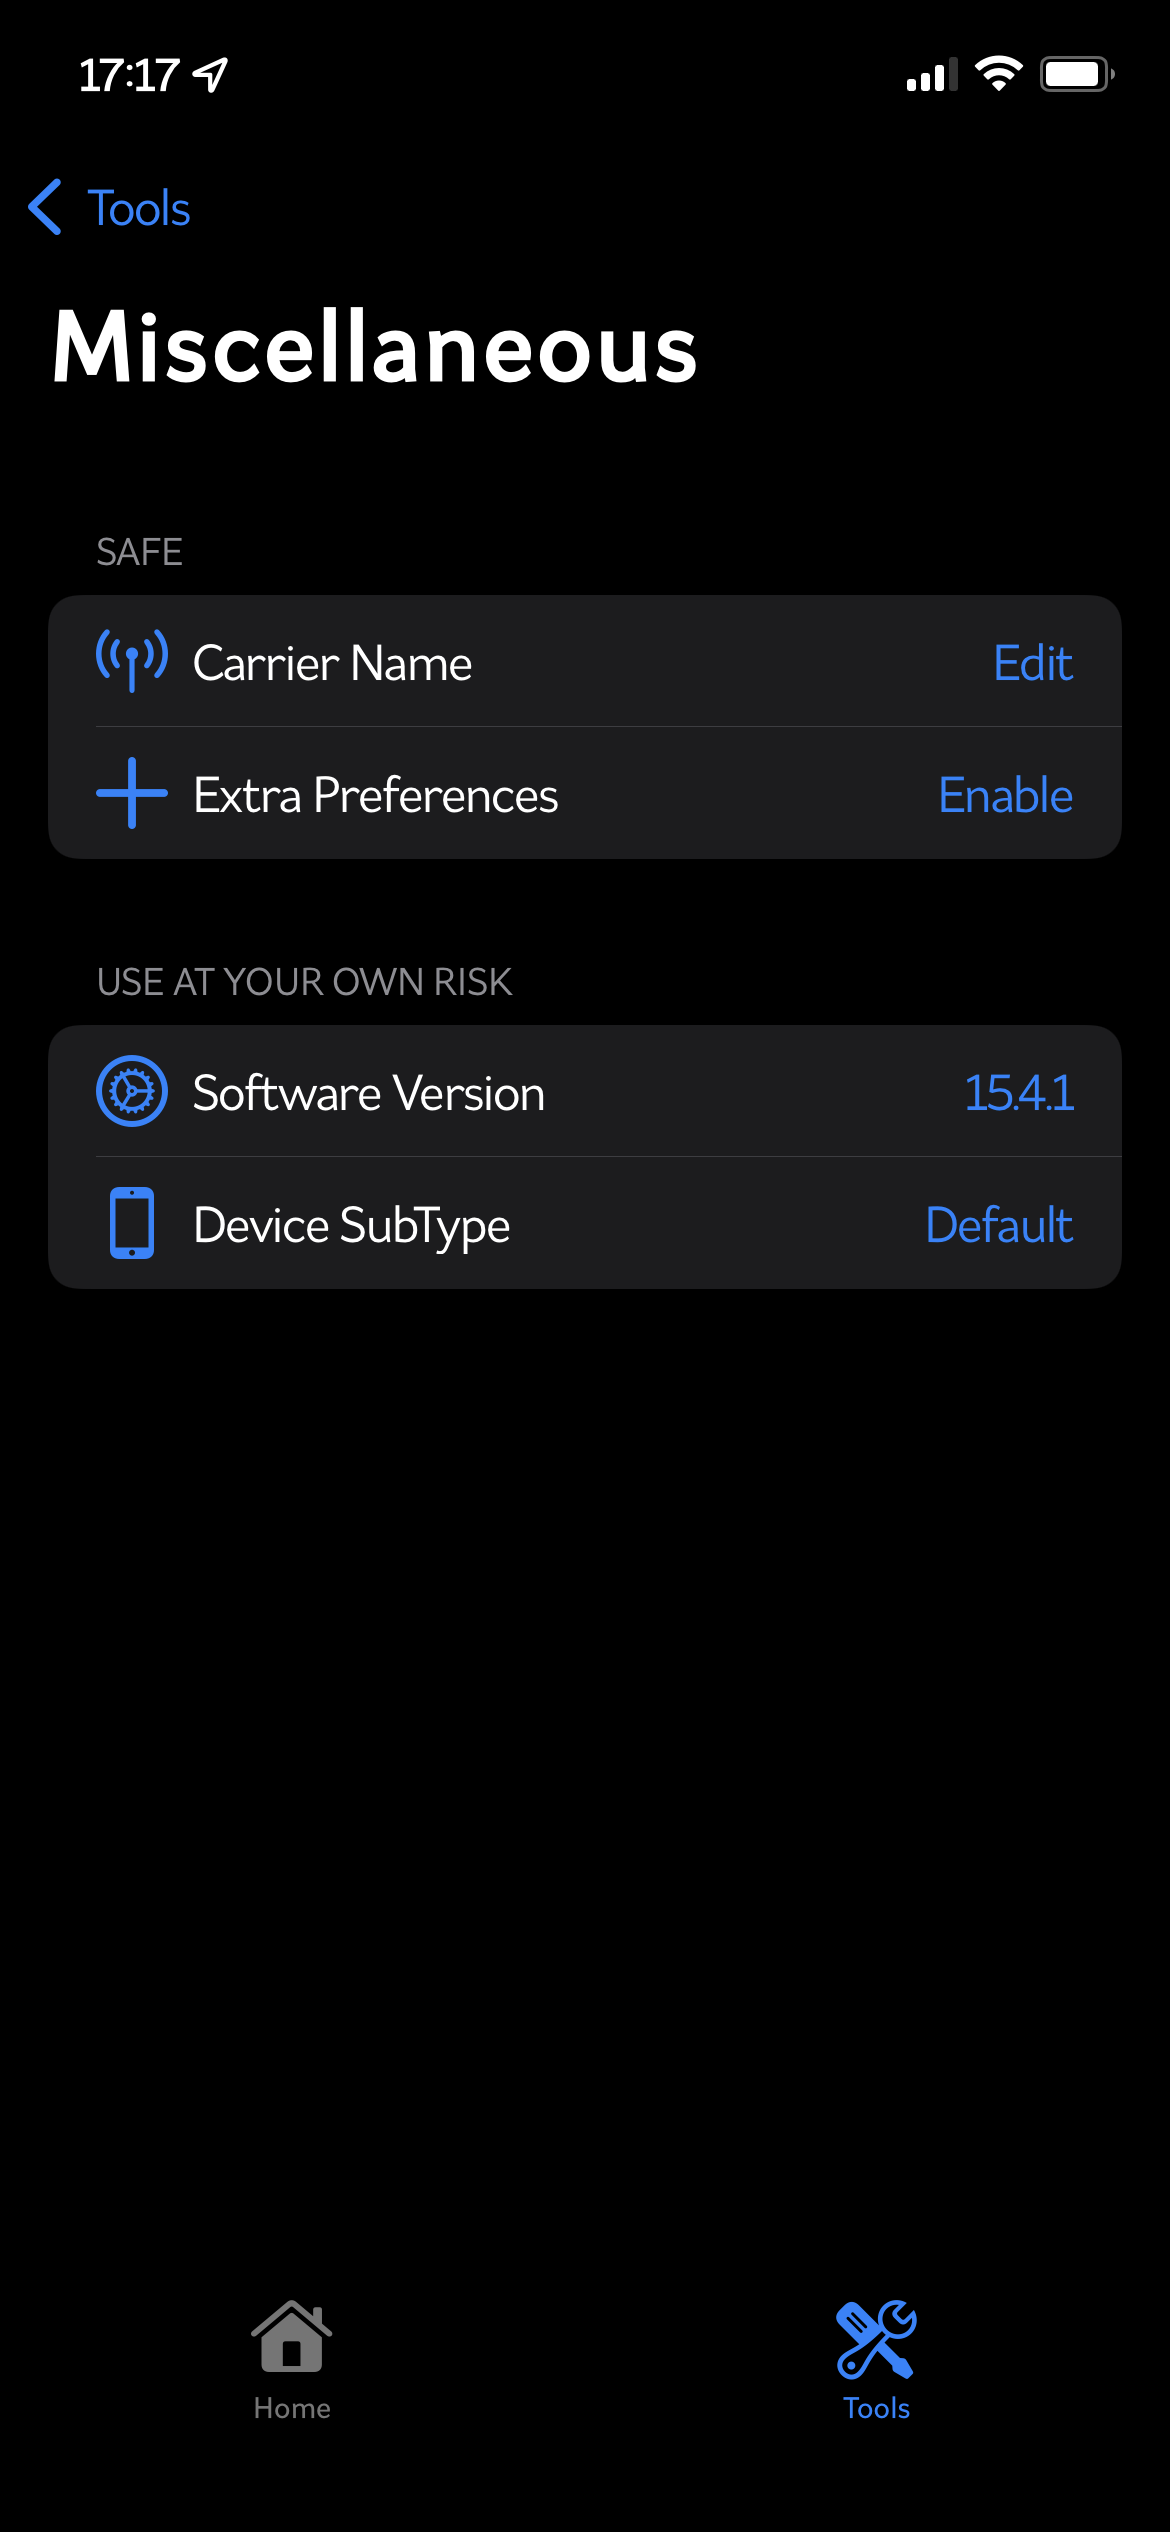 17:17
Tools
Miscellaneous
SAFE
Carrier Name Edit
Extra Preferences Enable
USE AT YOUR OWN RISK
Software Version 15.4.1
Device SubType Default
Home Tools